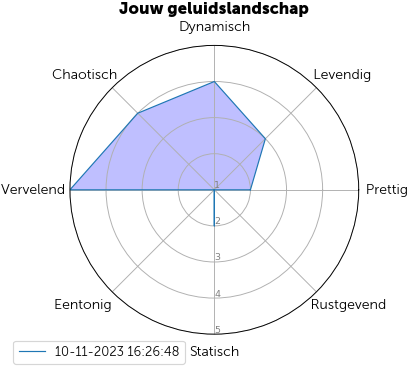 Jouw geluidslandschap
Dynamisch
Chaotisch
Levendig
Vervelend
1
Prettig
2
3
4
Eentonig
Rustgevend
5
10-11-2023 16:26:48
Statisch